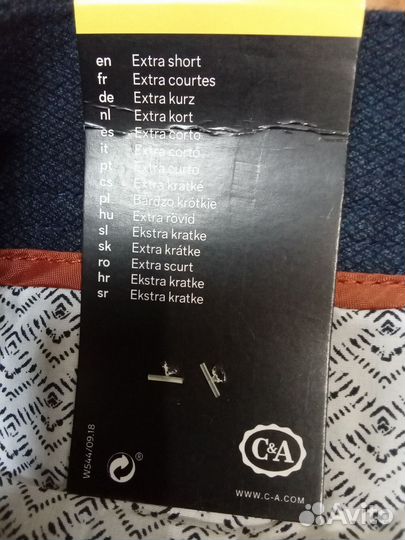 en Extra short
fr Extra courtes
de Extra kurz
nl Extra kort
es Extra corto
it Extra corto
pt Extra curto
cs Extra kratké
pl Bardzo krótkie
hu Extra rövid
sl Ekstra kratke
sk Extra krátke
ro Extra scurt
hr Ekstra kratke
sr Ekstra kratke
W544/09.18
®
C&A
WWW.C-A.COM
Avito